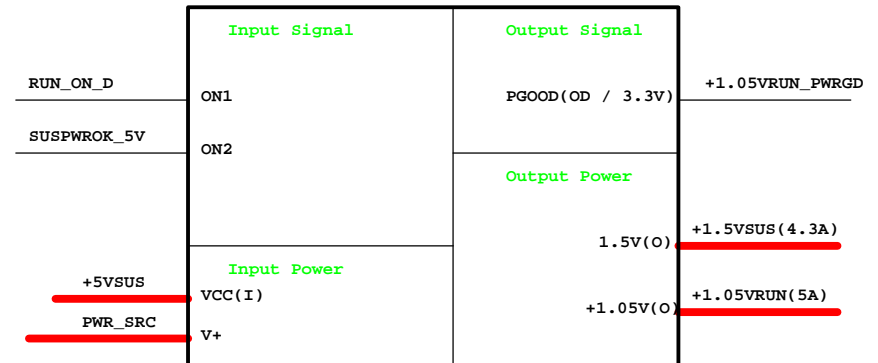 Input Signal
Output Signal
RUN_ON_D
ON1
PGOOD(OD / 3.3V)
+1.05VRUN_PWRGD
SUSPWROK_5V
ON2
Output Power
1.5V(O)
+1.5VSUS(4.3A)
Input Power
+5VSUS
VCC(I)
+1.05V(O)
+1.05VRUN(5A)
PWR_SRC
V+